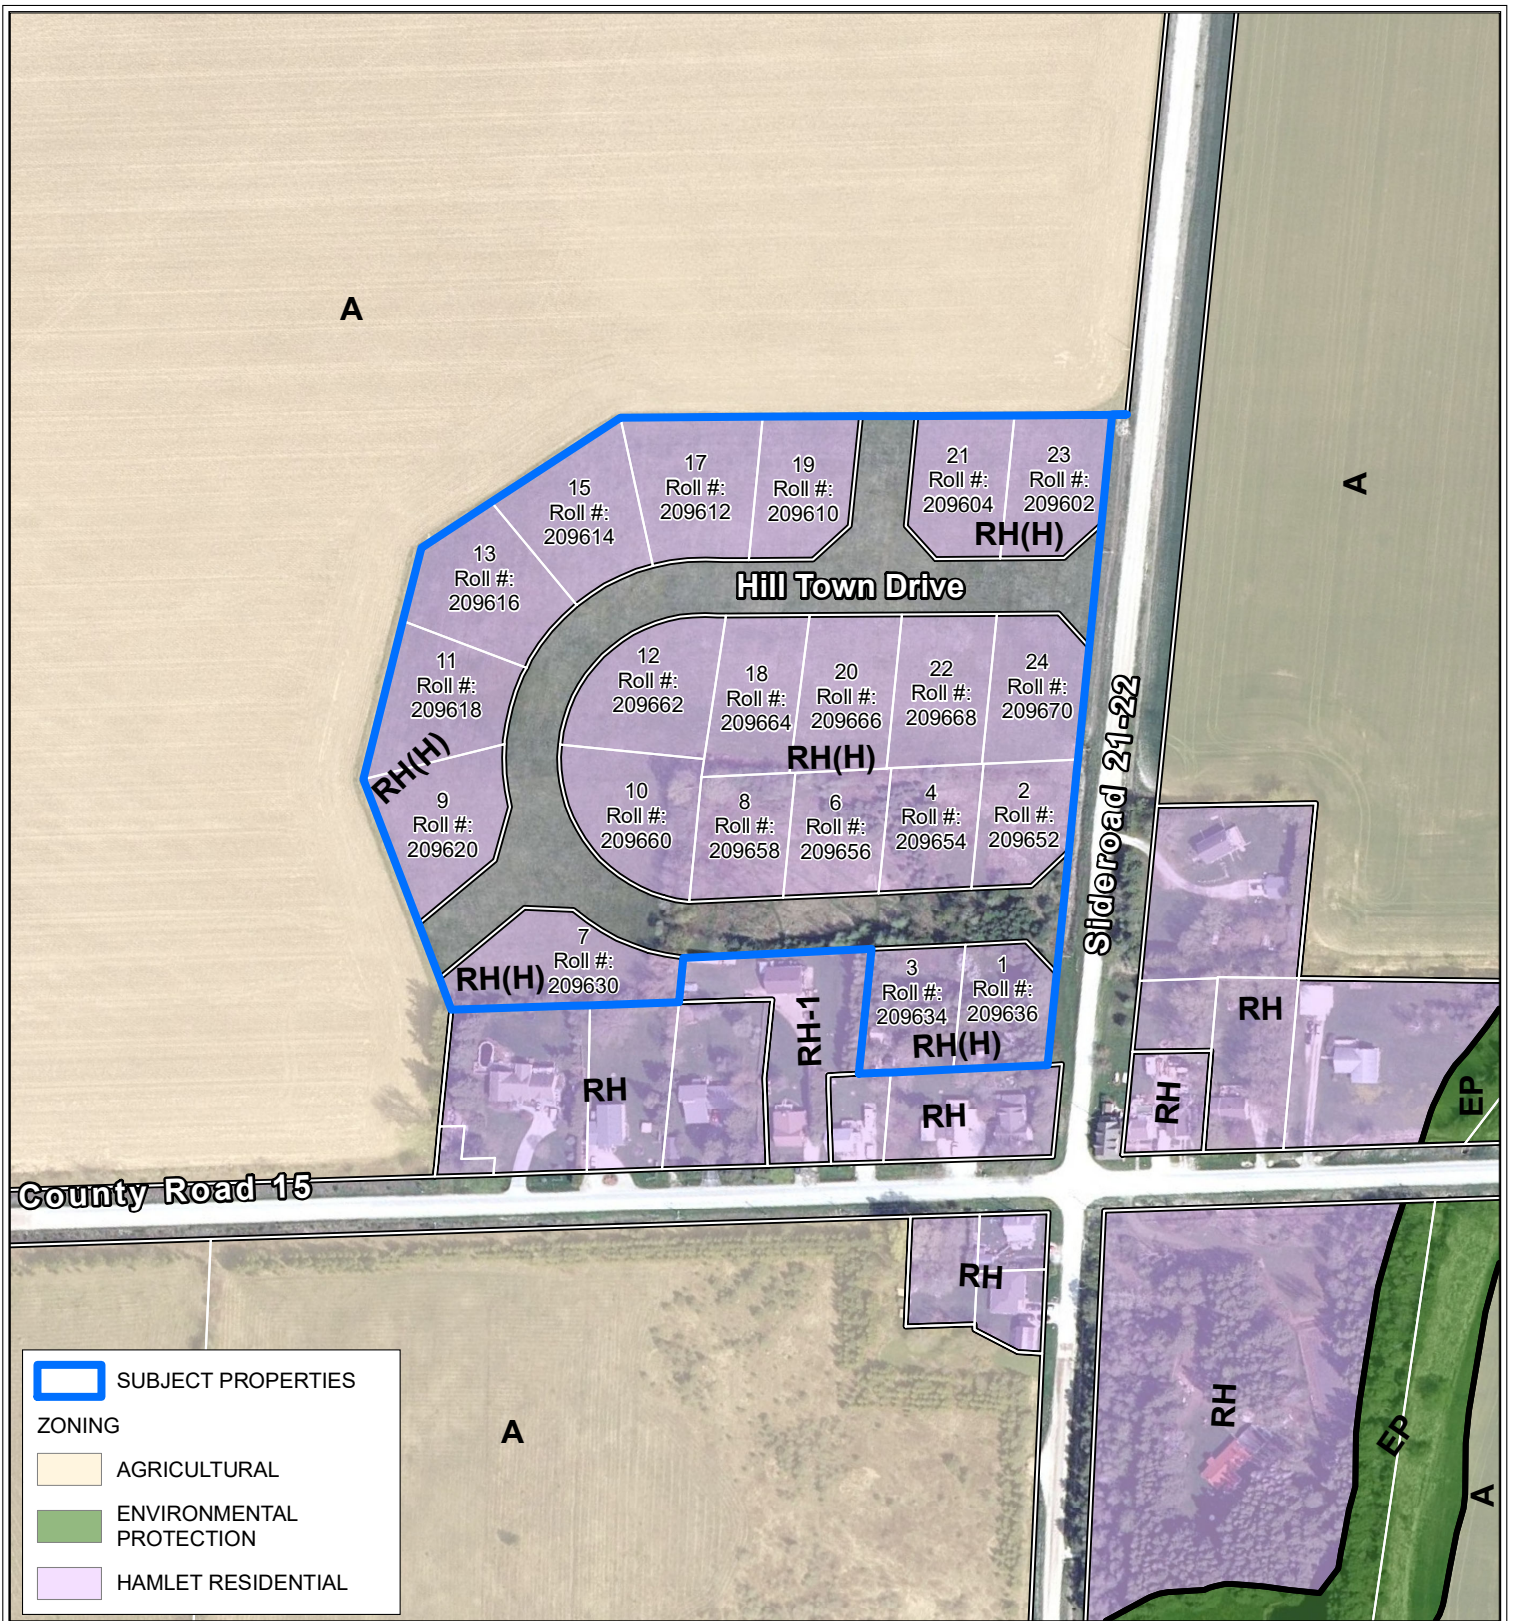 A
A
17
Roll #:
209612
19
Roll #:
209610
21
Roll #:
209604
23
Roll #:
209602
RH(H)
15
Roll #:
209614
13
Roll #:
209616
Hill Town Drive
11
Roll #:
209618
RH(H)
12
Roll #:
209662
18
Roll #:
209664
20
Roll #:
209666
22
Roll #:
209668
24
Roll #:
209670
RH(H)
Sideroad 21-22
9
Roll #:
209620
10
Roll #:
209660
8
Roll #:
209658
6
Roll #:
209656
4
Roll #:
209654
2
Roll #:
209652
7
Roll #:
209630
RH(H)
3
Roll #:
209634
1
Roll #:
209636
RH(H)
RH-1
RH
RH
RH
RH
EP
County Road 15
RH
RH
EP
A
A
SUBJECT PROPERTIES
ZONING
AGRICULTURAL
ENVIRONMENTAL
PROTECTION
HAMLET RESIDENTIAL